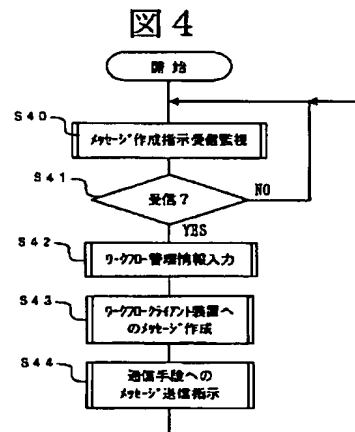 図4
開始
S40
メッセージ作成指示受信監視
S41
受信?
NO
YES
S42
ワークフロー管理情報入力
S43
ワークフロークライアント装置へ
のメッセージ作成
S44
通信手段への
メッセージ送信指示